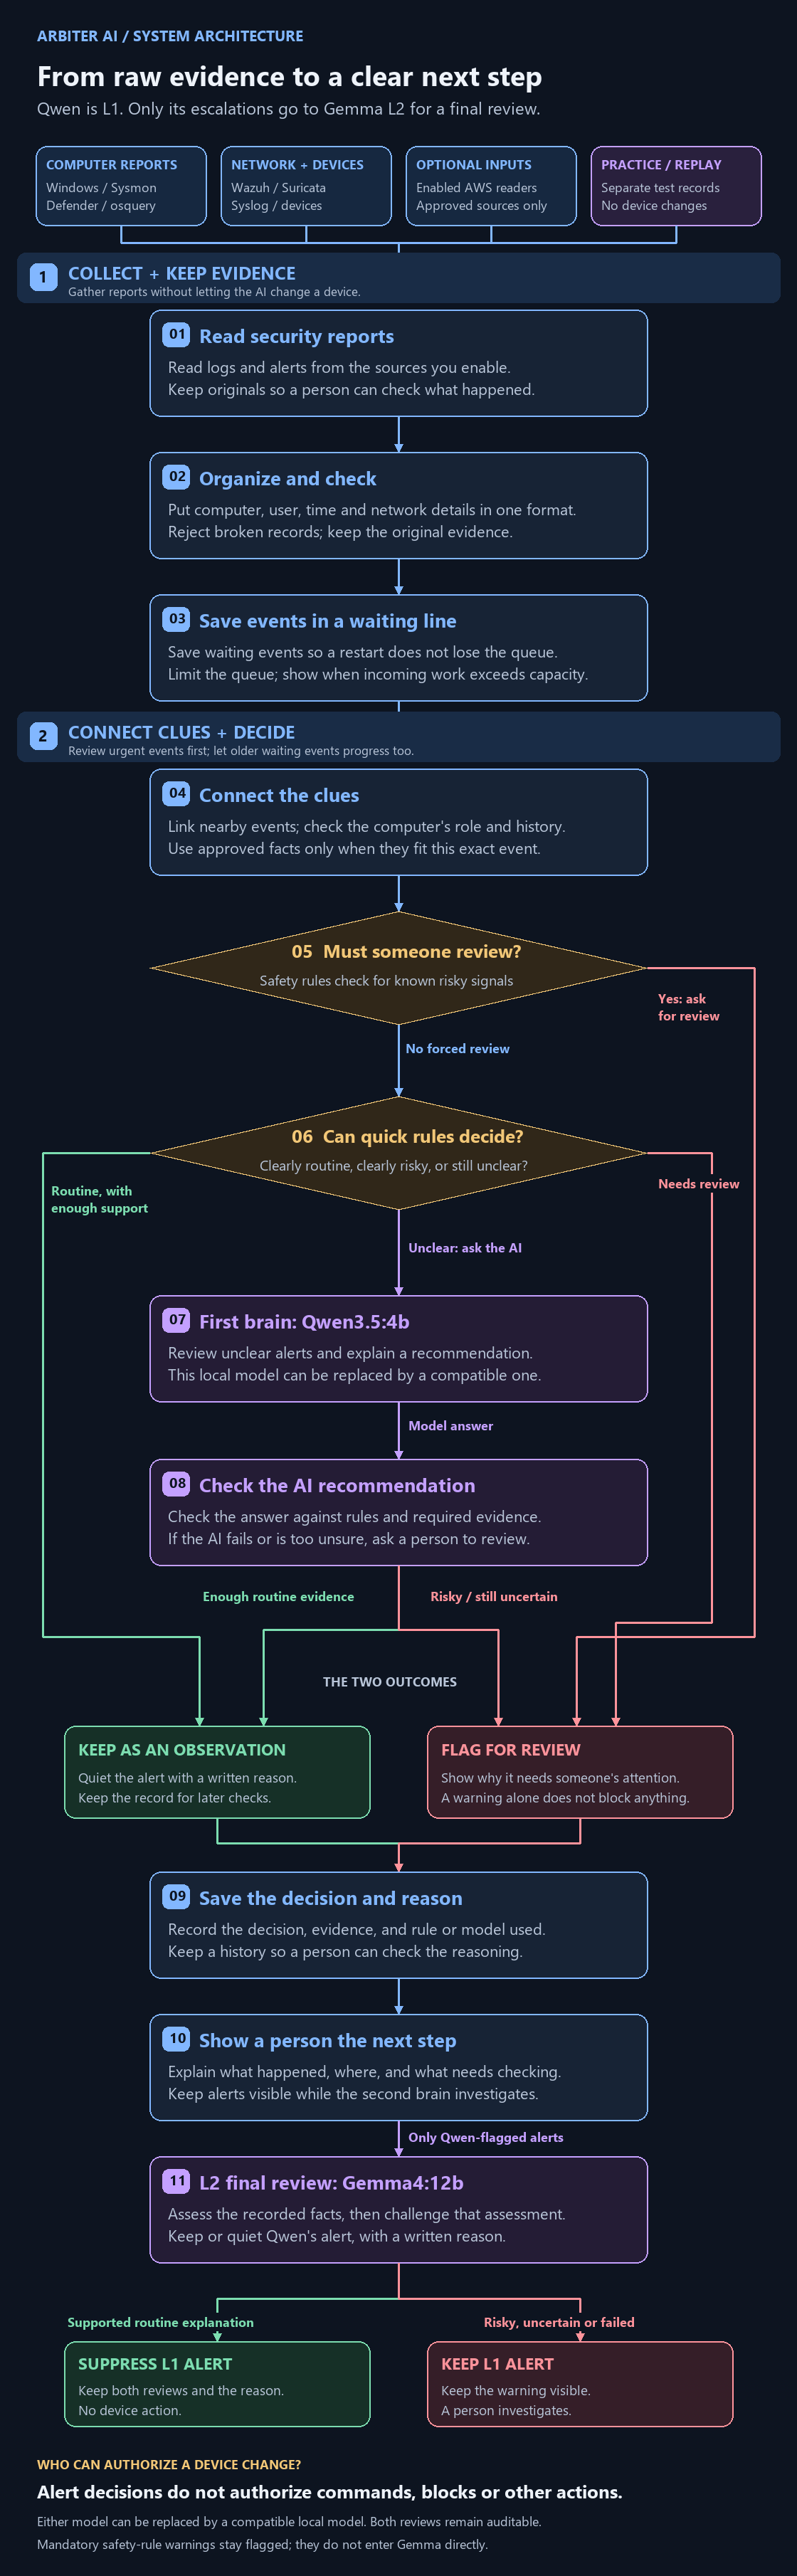 ARBITER AI / SYSTEM ARCHITECTURE
From raw evidence to a clear next step
Qwen is L1. Only its escalations go to Gemma L2 for a final review.
COMPUTER REPORTS
Windows / Sysmon
Defender / osquery
NETWORK + DEVICES
Wazuh / Suricata
Syslog / devices
OPTIONAL INPUTS
Enabled AWS readers
Approved sources only
PRACTICE / REPLAY
Separate test records
No device changes
1 COLLECT + KEEP EVIDENCE
Gather reports without letting the AI change a device.
01 Read security reports
Read logs and alerts from the sources you enable.
Keep originals so a person can check what happened.
02 Organize and check
Put computer, user, time and network details in one format.
Reject broken records; keep the original evidence.
03 Save events in a waiting line
Save waiting events so a restart does not lose the queue.
Limit the queue; show when incoming work exceeds capacity.
2 CONNECT CLUES + DECIDE
Review urgent events first; let older waiting events progress too.
04 Connect the clues
Link nearby events; check the computer's role and history.
Use approved facts only when they fit this exact event.
05 Must someone review?
Safety rules check for known risky signals
Yes: ask
for review
No forced review
06 Can quick rules decide?
Clearly routine, clearly risky, or still unclear?
Routine, with
enough support
Needs review
Unclear: ask the AI
07 First brain: Qwen3.5:4b
Review unclear alerts and explain a recommendation.
This local model can be replaced by a compatible one.
Model answer
08 Check the AI recommendation
Check the answer against rules and required evidence.
If the AI fails or is too unsure, ask a person to review.
Enough routine evidence
Risky / still uncertain
THE TWO OUTCOMES
KEEP AS AN OBSERVATION
Quiet the alert with a written reason.
Keep the record for later checks.
FLAG FOR REVIEW
Show why it needs someone's attention.
A warning alone does not block anything.
09 Save the decision and reason
Record the decision, evidence, and rule or model used.
Keep a history so a person can check the reasoning.
10 Show a person the next step
Explain what happened, where, and what needs checking.
Keep alerts visible while the second brain investigates.
Only Qwen-flagged alerts
11 L2 final review: Gemma4:12b
Assess the recorded facts, then challenge that assessment.
Keep or quiet Qwen's alert, with a written reason.
Supported routine explanation
Risky, uncertain or failed
SUPPRESS L1 ALERT
Keep both reviews and the reason.
No device action.
KEEP L1 ALERT
Keep the warning visible.
A person investigates.
WHO CAN AUTHORIZE A DEVICE CHANGE?
Alert decisions do not authorize commands, blocks or other actions.
Either model can be replaced by a compatible local model. Both reviews remain auditable.
Mandatory safety-rule warnings stay flagged; they do not enter Gemma directly.